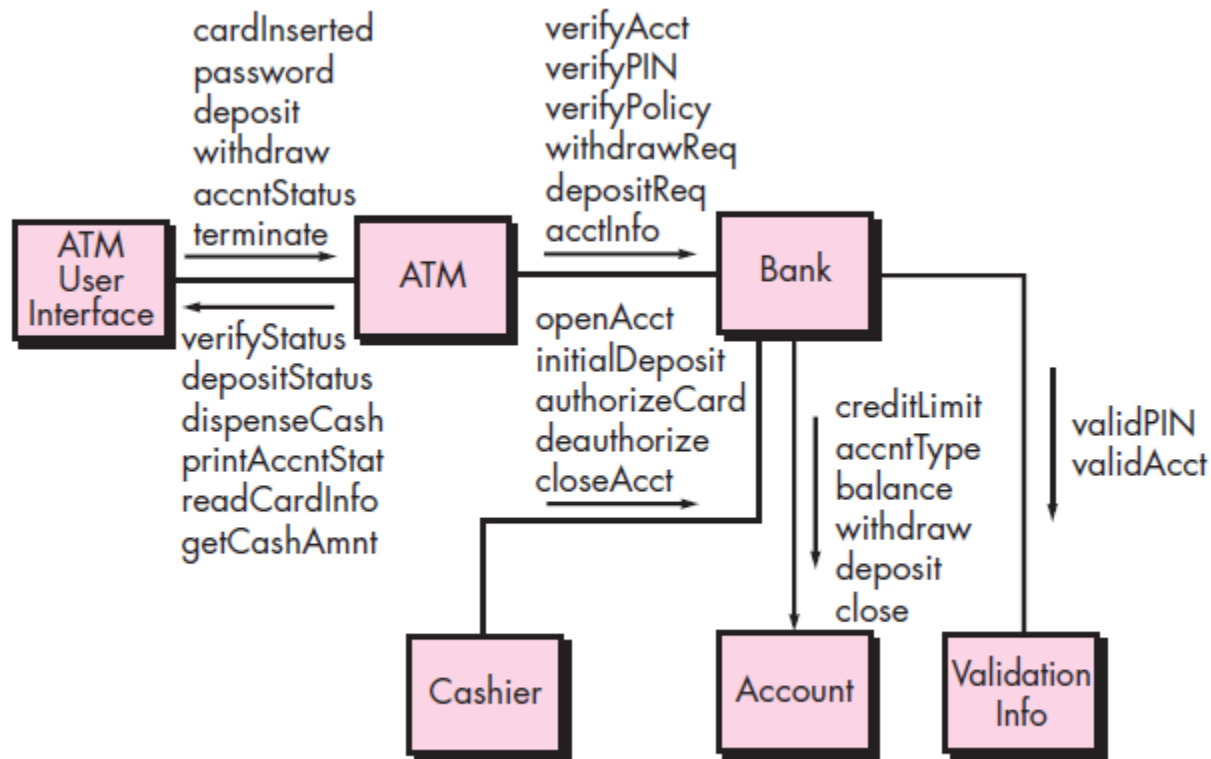 cardInserted
password
deposit
withdraw
accntStatus
terminate
verifyAcct
verifyPIN
verifyPolicy
withdrawReq
depositReq
acctInfo
ATM
User
Interface
ATM
Bank
verifyStatus
depositStatus
dispenseCash
printAccntStat
readCardInfo
getCashAmnt
openAcct
initialDeposit
authorizeCard
deauthorize
closeAcct
creditLimit
accntType
balance
withdraw
deposit
close
validPIN
validAcct
Cashier
Account
Validation
Info